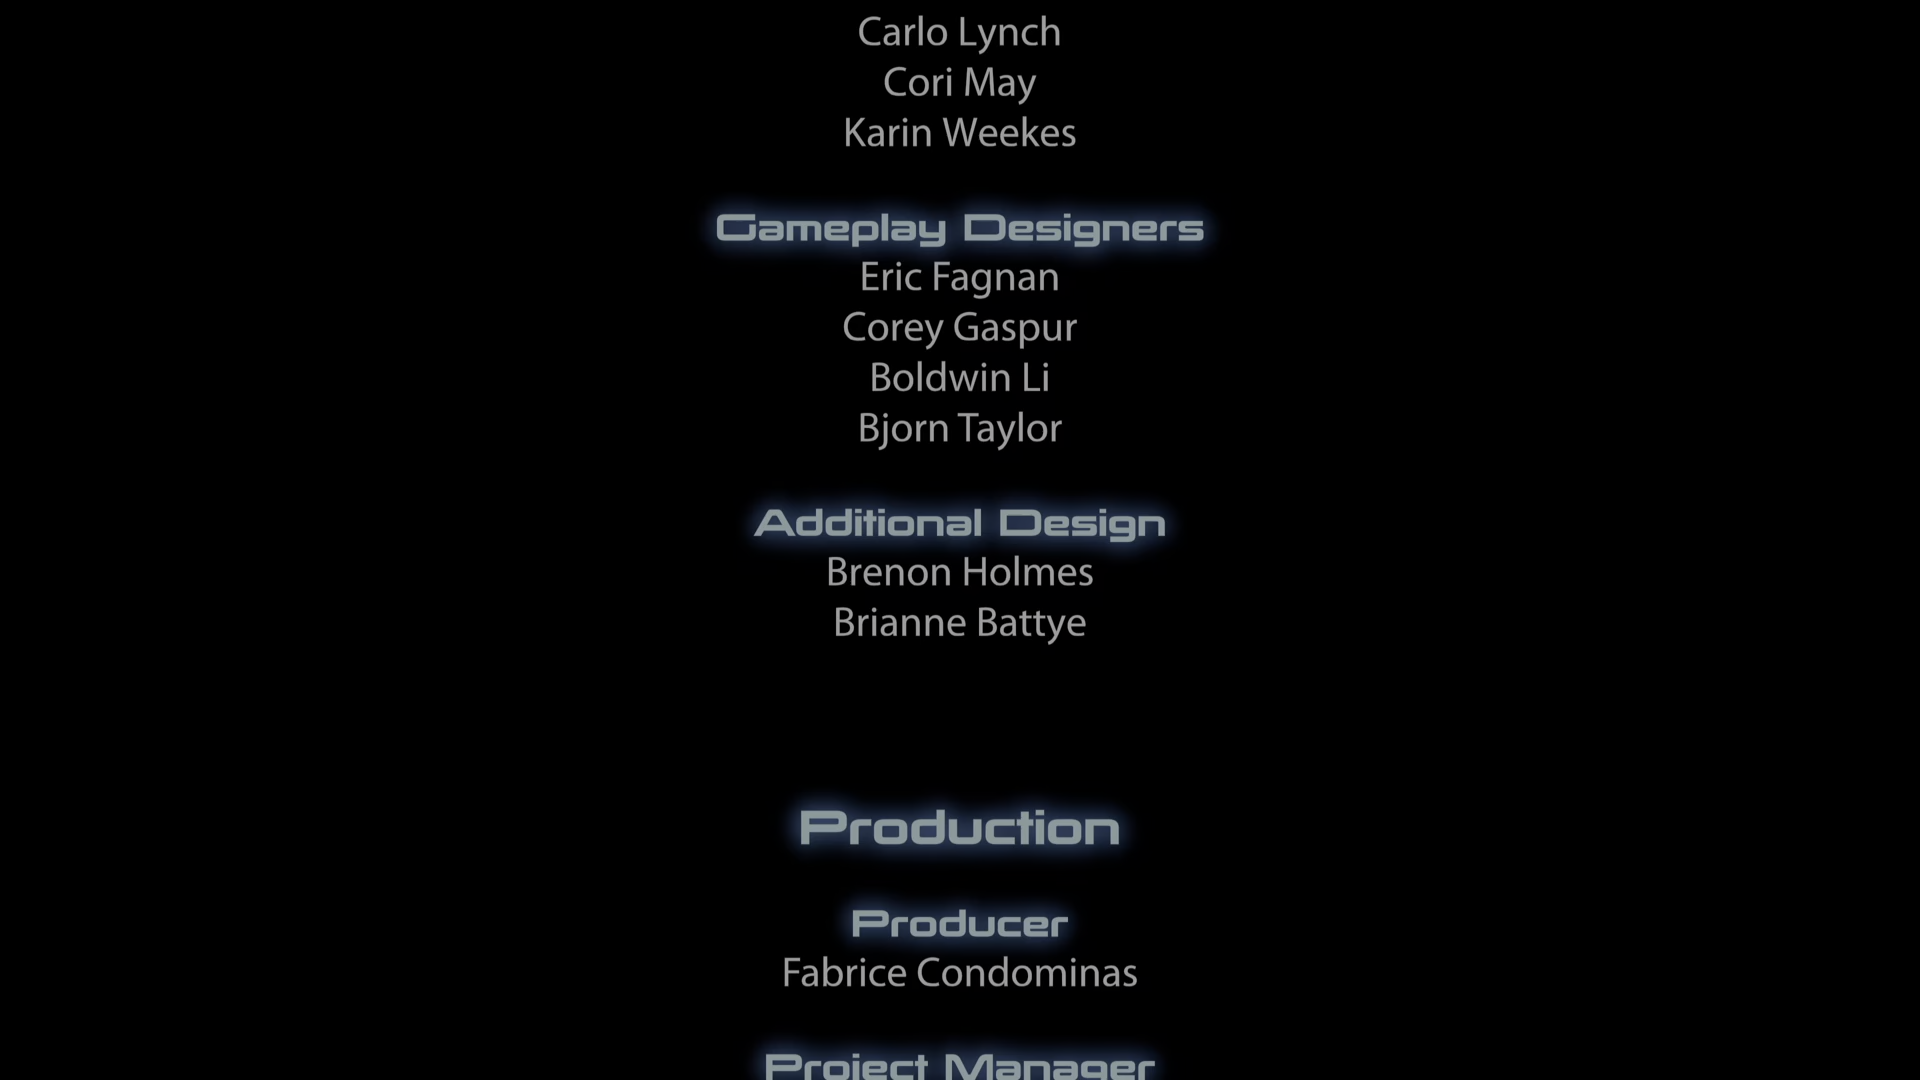 Carlo Lynch
Cori May
Karin Weekes
Gameplay Designers
Eric Fagnan
Corey Gaspur
Boldwin Li
Bjorn Taylor
Additional Design
Brenon Holmes
Brianne Battye
Production
Producer
Fabrice Condominas
Project Manager